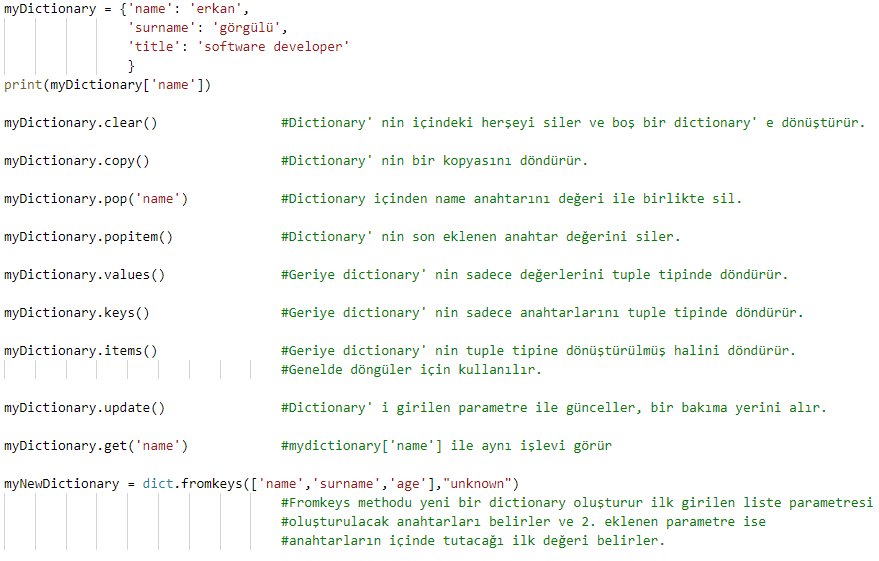 myDictionary = {'name': 'erkan',
'surname': 'görgülü',
'title': 'software developer'
}
print(myDictionary['name'])
myDictionary.clear() #Dictionary' nin içindeki herşeyi siler ve boş bir dictionary' e dönüştürür.
myDictionary.copy() #Dictionary' nin bir kopyasını döndürür.
myDictionary.pop('name') #Dictionary içinden name anahtarını değeri ile birlikte sil.
myDictionary.popitem() #Dictionary' nin son eklenen anahtar değerini siler.
myDictionary.values() #Geriye dictionary' nin sadece değerlerini tuple tipinde döndürür.
myDictionary.keys() #Geriye dictionary' nin sadece anahtarlarını tuple tipinde döndürür.
myDictionary.items() #Geriye dictionary' nin tuple tipine dönüştürülmüş halini döndürür.
#Genelde döngüler için kullanılır.
myDictionary.update() #Dictionary' i girilen parametre ile günceller, bir bakıma yerini alır.
myDictionary.get('name') #mydictionary['name'] ile aynı işlevi görür
myNewDictionary = dict.fromkeys(['name','surname','age'],"unknown")
#Fromkeys methodu yeni bir dictionary oluşturur ilk girilen liste parametresi
#oluşturulacak anahtarları belirler ve 2. eklenen parametre ise
#anahtarların içinde tutacağı ilk değeri belirler.